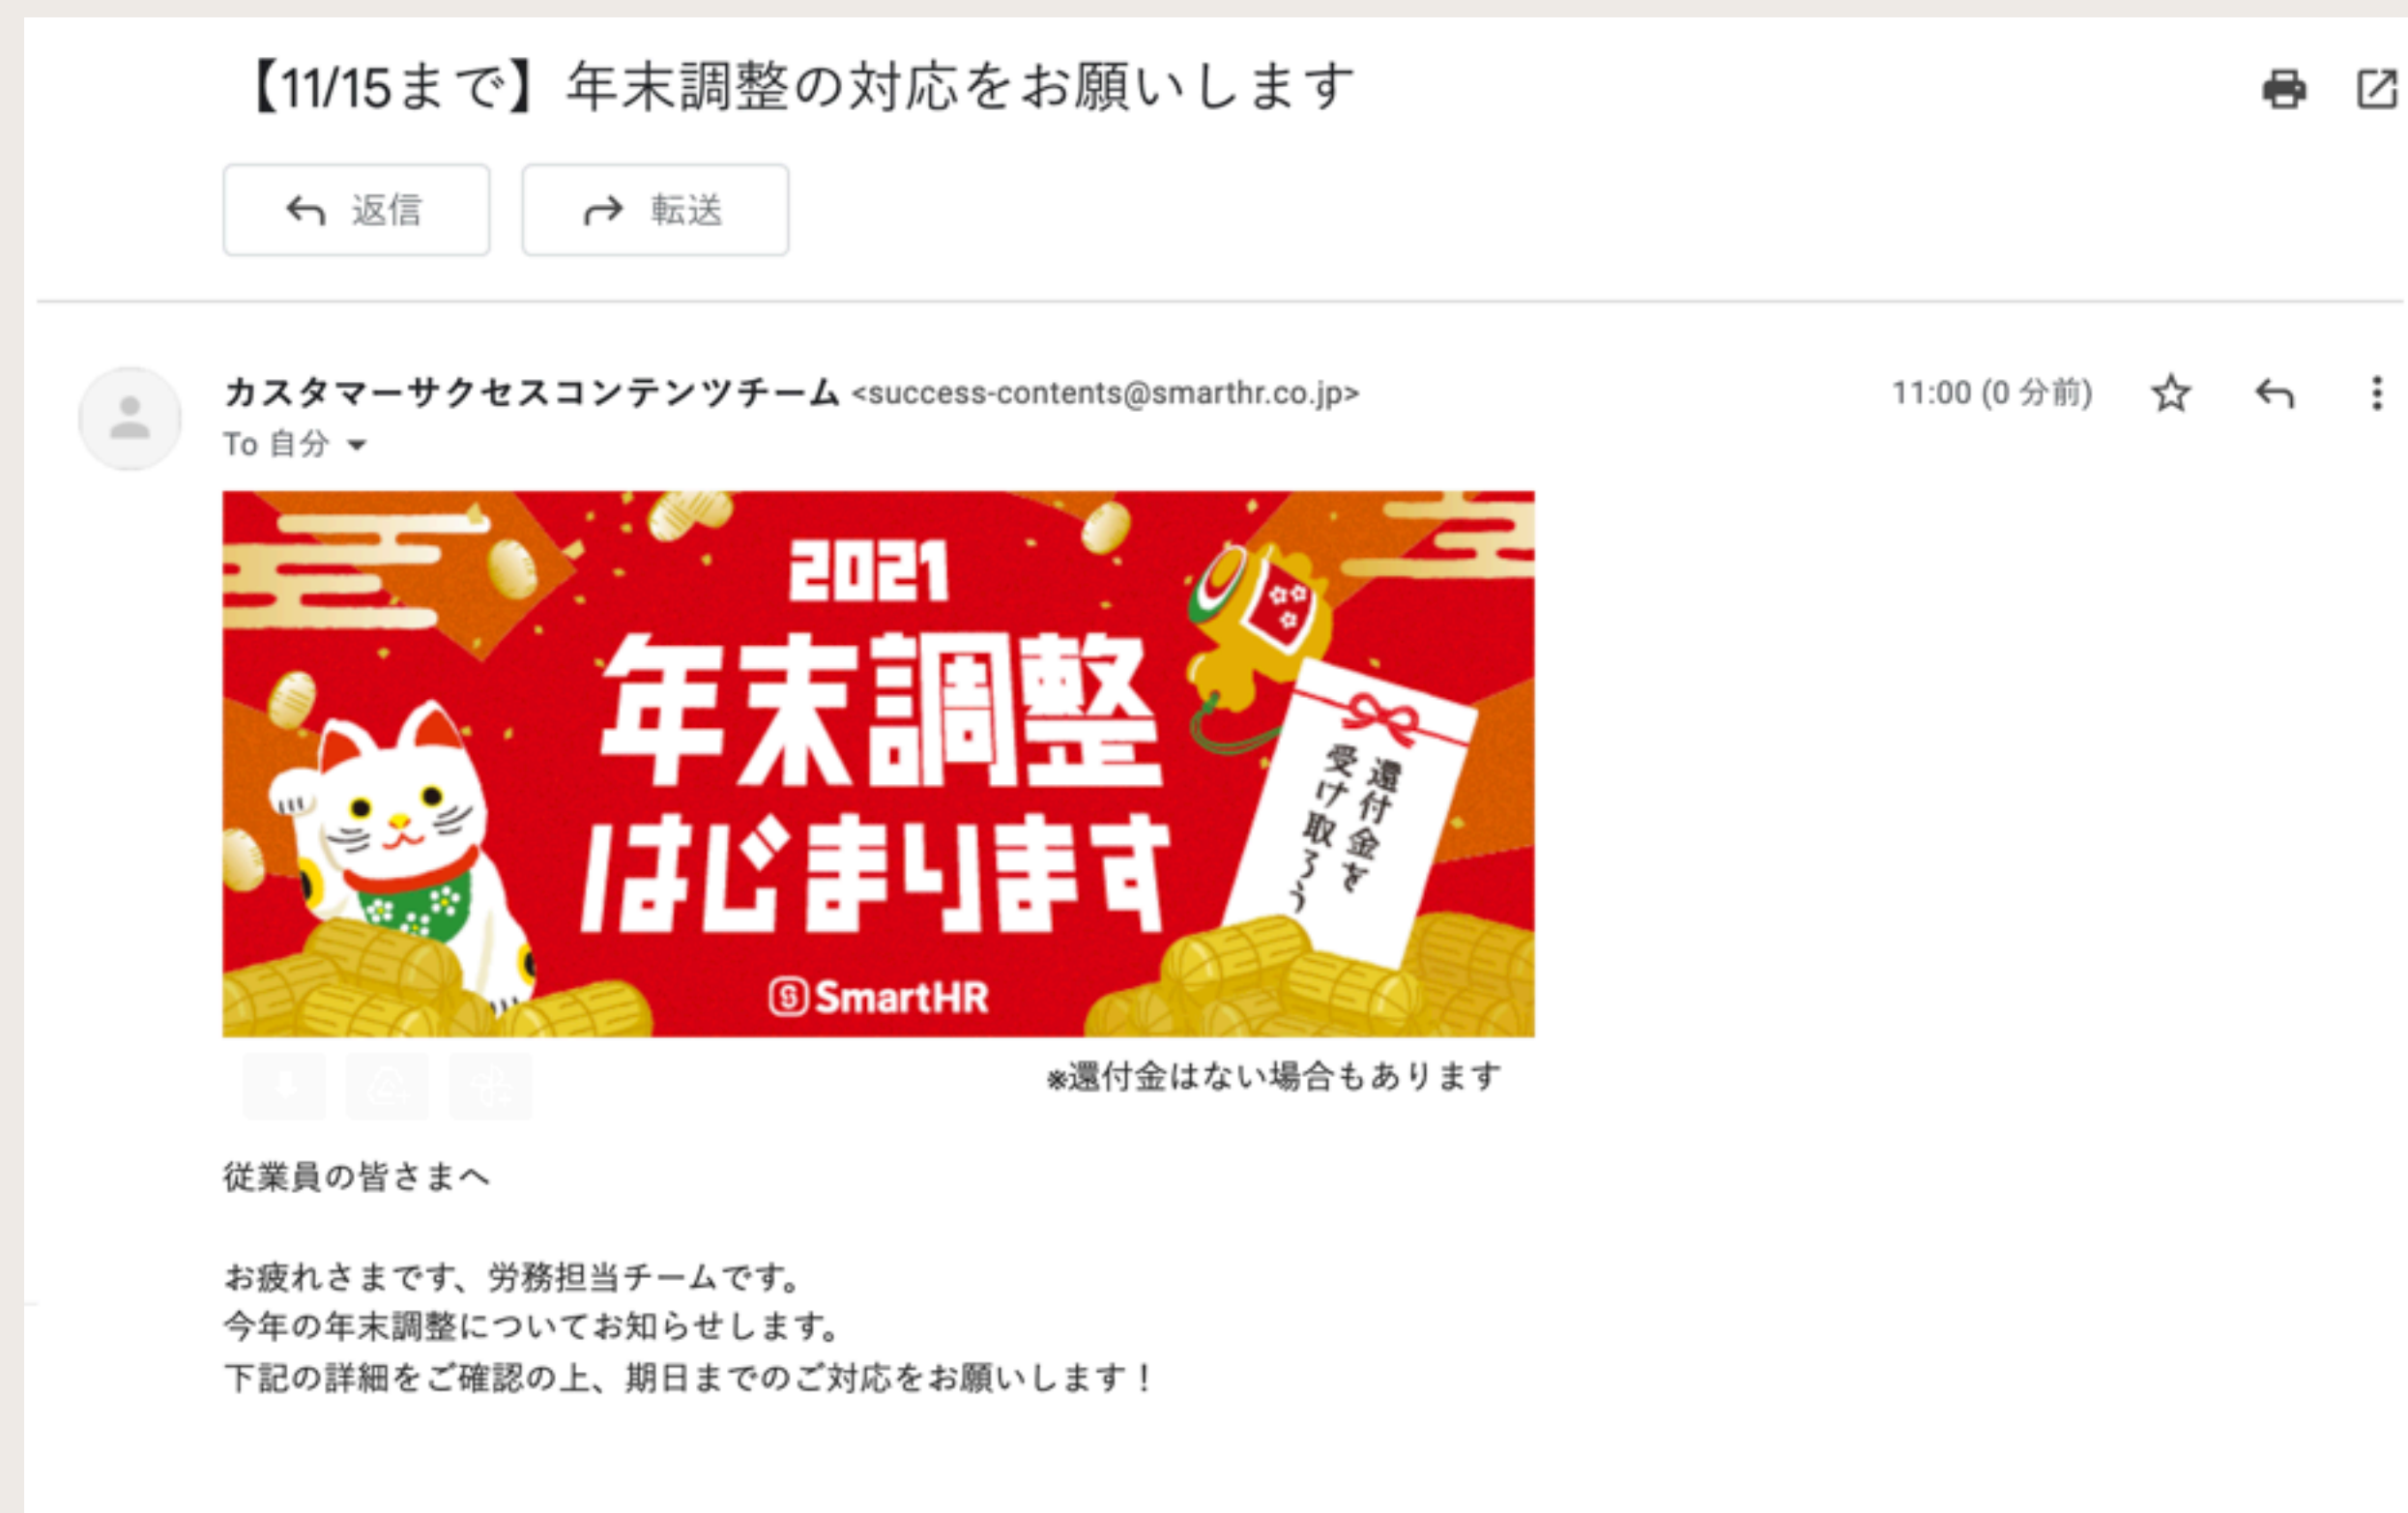 【11/15まで】年末調整の対応をお願いします
返信
転送
カスタマーサクセスコンテンツチーム <success-contents@smarthr.co.jp>
11:00 (0 分前)
To 自分
2021
年末調整
はじまります
還付金を
受け取ろう
SmartHR
※還付金はない場合もあります
従業員の皆さまへ
お疲れさまです、労務担当チームです。
今年の年末調整についてお知らせします。
下記の詳細をご確認の上、期日までのご対応をお願いします！